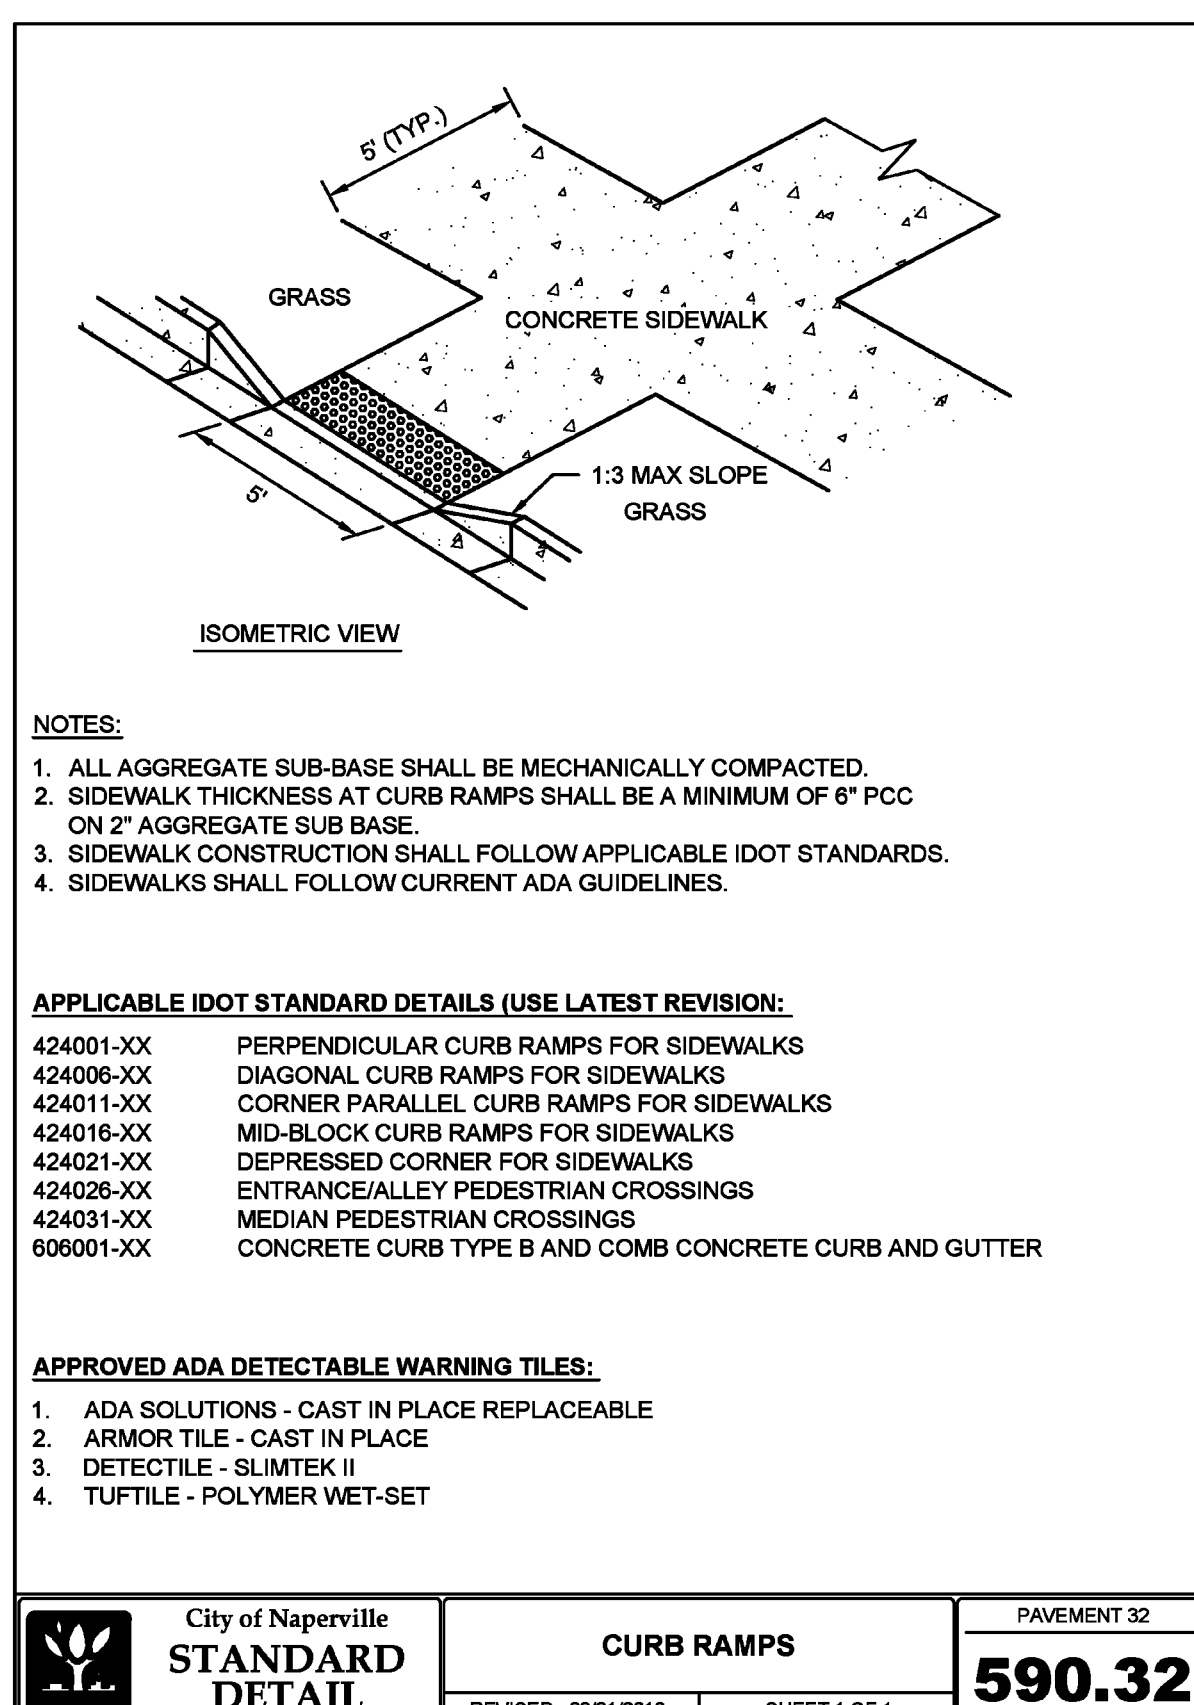 5' (TYP.)
GRASS
CONCRETE SIDEWALK
5'
1:3 MAX SLOPE
GRASS
ISOMETRIC VIEW
NOTES:
1. ALL AGGREGATE SUB-BASE SHALL BE MECHANICALLY COMPACTED.
2. SIDEWALK THICKNESS AT CURB RAMPS SHALL BE A MINIMUM OF 6" PCC
ON 2" AGGREGATE SUB BASE.
3. SIDEWALK CONSTRUCTION SHALL FOLLOW APPLICABLE IDOT STANDARDS.
4. SIDEWALKS SHALL FOLLOW CURRENT ADA GUIDELINES.
APPLICABLE IDOT STANDARD DETAILS (USE LATEST REVISION:
424001-XX PERPENDICULAR CURB RAMPS FOR SIDEWALKS
424006-XX DIAGONAL CURB RAMPS FOR SIDEWALKS
424011-XX CORNER PARALLEL CURB RAMPS FOR SIDEWALKS
424016-XX MID-BLOCK CURB RAMPS FOR SIDEWALKS
424021-XX DEPRESSED CORNER FOR SIDEWALKS
424026-XX ENTRANCE/ALLEY PEDESTRIAN CROSSINGS
424031-XX MEDIAN PEDESTRIAN CROSSINGS
606001-XX CONCRETE CURB TYPE B AND COMB CONCRETE CURB AND GUTTER
APPROVED ADA DETECTABLE WARNING TILES:
1. ADA SOLUTIONS - CAST IN PLACE REPLACEABLE
2. ARMOR TILE - CAST IN PLACE
3. DETECTILE - SLIMTEK II
4. TUFTILE - POLYMER WET-SET
City of Naperville
STANDARD
DETAIL
CURB RAMPS
SHEET 1 OF 1
PAVEMENT 32
590.32